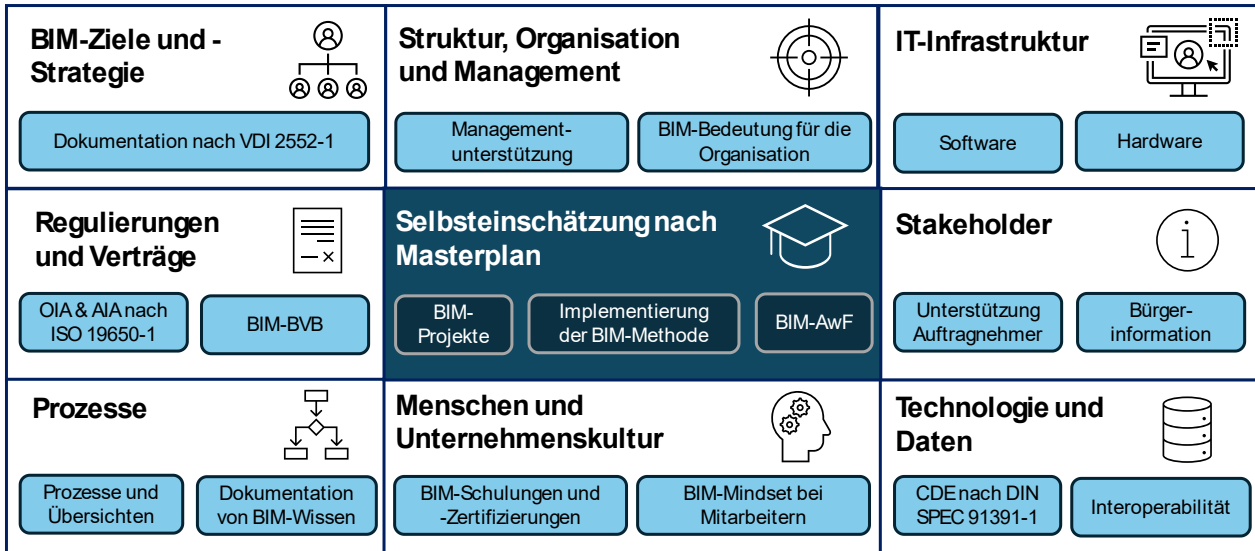 BIM-Ziele und -
Strategie
Dokumentation nach VDI 2552-1
Struktur, Organisation
und Management
Management-
unterstützung
BIM-Bedeutung für die
Organisation
IT-Infrastruktur
Software
Hardware
Regulierungen
und Verträge
OIA & AIA nach
ISO 19650-1
BIM-BVB
Selbsteinschätzung nach
Masterplan
BIM-
Projekte
Implementierung
der BIM-Methode
BIM-AwF
Stakeholder
i
Unterstützung
Auftragnehmer
Bürger-
information
Prozesse
Prozesse und
Übersichten
Dokumentation
von BIM-Wissen
Menschen und
Unternehmenskultur
BIM-Schulungen und
-Zertifizierungen
BIM-Mindset bei
Mitarbeitern
Technologie und
Daten
CDE nach DIN
SPEC 91391-1
Interoperabilität